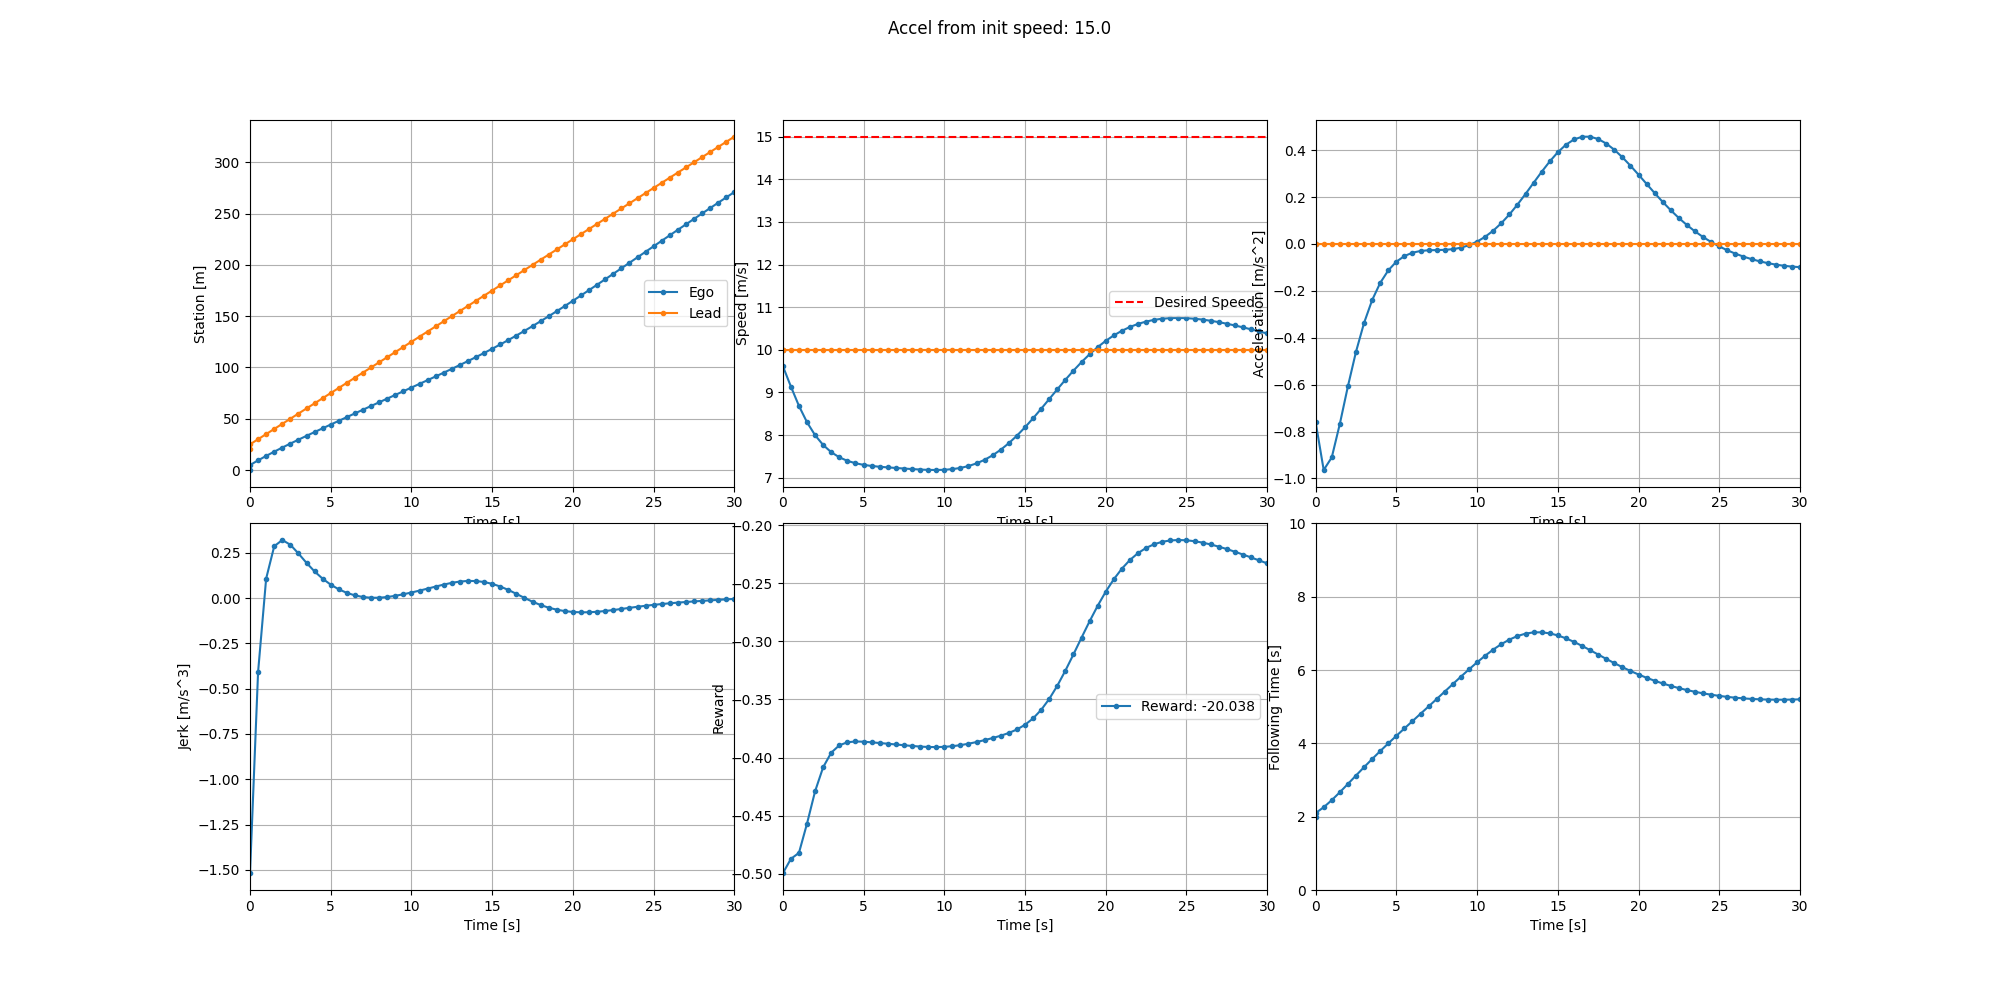 Accel from init speed: 15.0
300
250
200
150
100
50
0
Station [m]
Ego
Lead
0 5 10 15 20 25 30
Time [s]
15
14
13
12
11
10
9
8
7
Speed [m/s]
Desired Speed
0 5 10 15 20 25 30
Time [s]
0.4
0.2
0.0
−0.2
−0.4
−0.6
−0.8
−1.0
Acceleration [m/s^2]
0 5 10 15 20 25 30
Time [s]
0.25
0.00
−0.25
−0.50
−0.75
−1.00
−1.25
−1.50
Jerk [m/s^3]
0 5 10 15 20 25 30
Time [s]
−0.20
−0.25
−0.30
−0.35
−0.40
−0.45
−0.50
Reward
Reward: -20.038
0 5 10 15 20 25 30
Time [s]
10
8
6
4
2
0
Following Time [s]
0 5 10 15 20 25 30
Time [s]